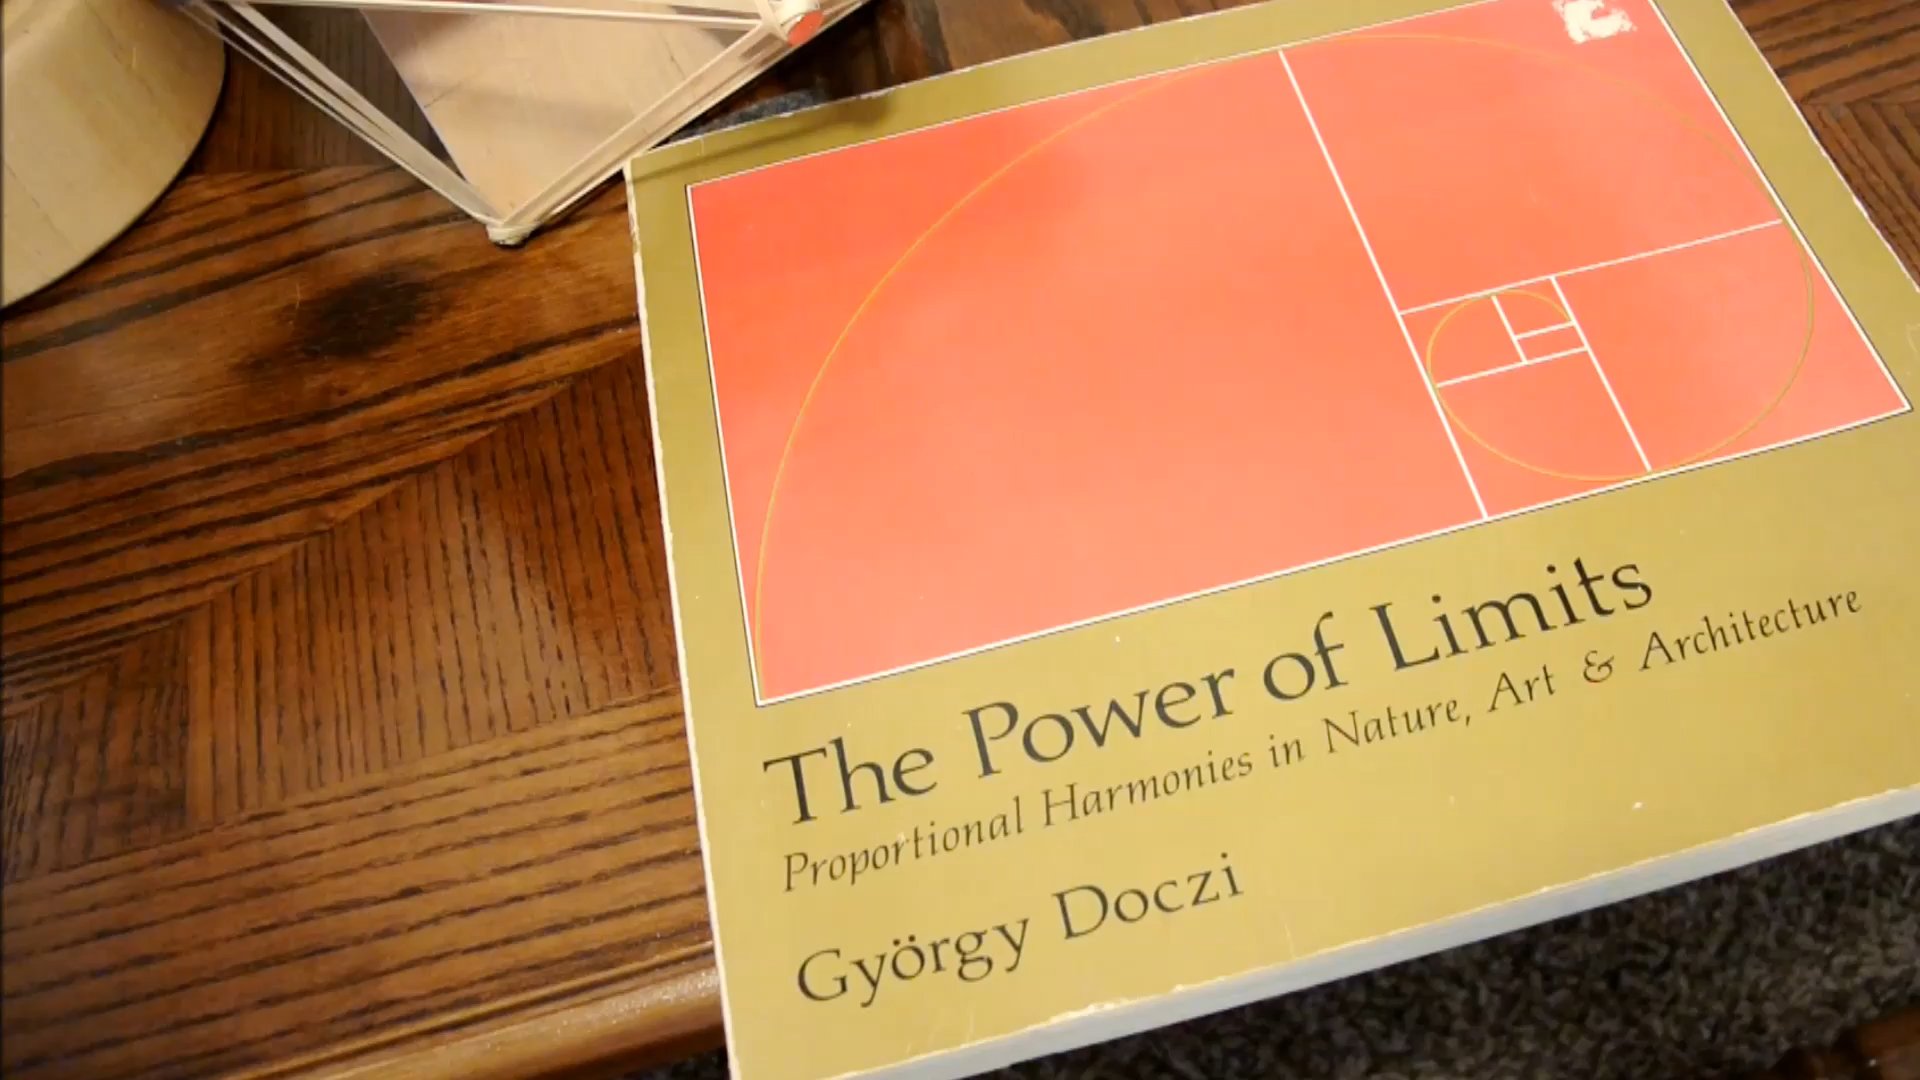 The Power of Limits
Proportional Harmonies in Nature, Art & Architecture
György Doczi